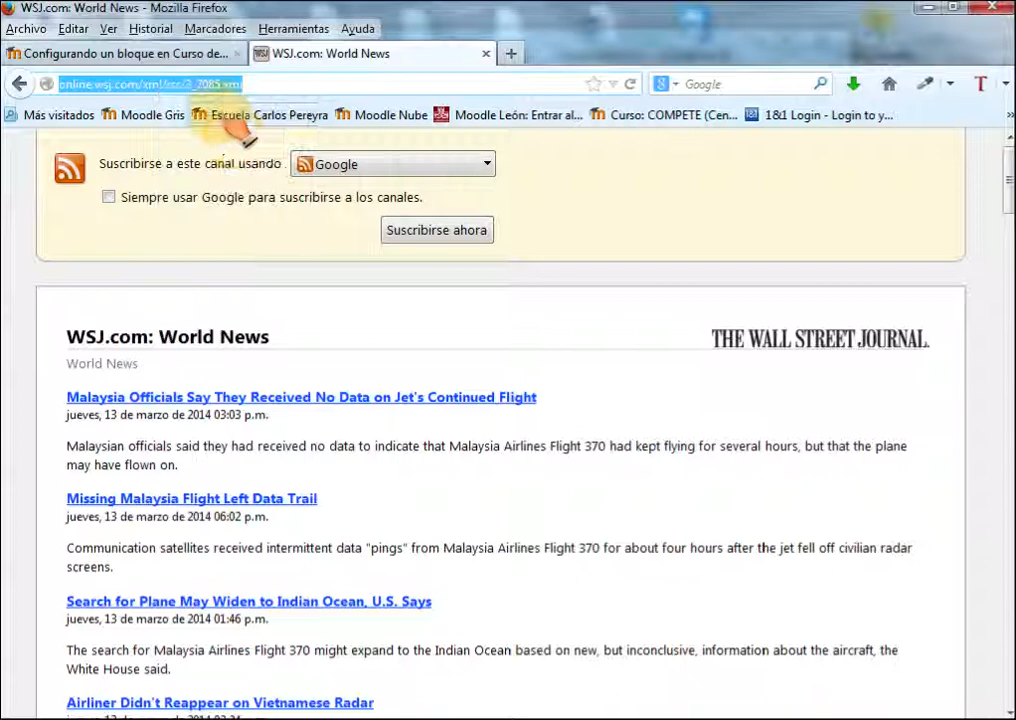 WSJ.com: World News - Mozilla Firefox
Archivo Editar Ver Historial Marcadores Herramientas Ayuda
Configurando un bloque en Curso de... WSJ WSJ.com: World News
online.wsj.com/xml/rss/3_7085.xml Google
Más visitados Moodle Gris Escuela Carlos Pereyra Moodle Nube Moodle León: Entrar al... Curso: COMPETE (Cen... 1&1 Login - Login to y...
Suscribirse a este canal usando Google
Siempre usar Google para suscribirse a los canales.
Suscribirse ahora
WSJ.com: World News THE WALL STREET JOURNAL.
World News
Malaysia Officials Say They Received No Data on Jet's Continued Flight
jueves, 13 de marzo de 2014 03:03 p.m.
Malaysian officials said they had received no data to indicate that Malaysia Airlines Flight 370 had kept flying for several hours, but that the plane
may have flown on.
Missing Malaysia Flight Left Data Trail
jueves, 13 de marzo de 2014 06:02 p.m.
Communication satellites received intermittent data "pings" from Malaysia Airlines Flight 370 for about four hours after the jet fell off civilian radar
screens.
Search for Plane May Widen to Indian Ocean, U.S. Says
jueves, 13 de marzo de 2014 01:46 p.m.
The search for Malaysia Airlines Flight 370 might expand to the Indian Ocean based on new, but inconclusive, information about the aircraft, the
White House said.
Airliner Didn't Reappear on Vietnamese Radar